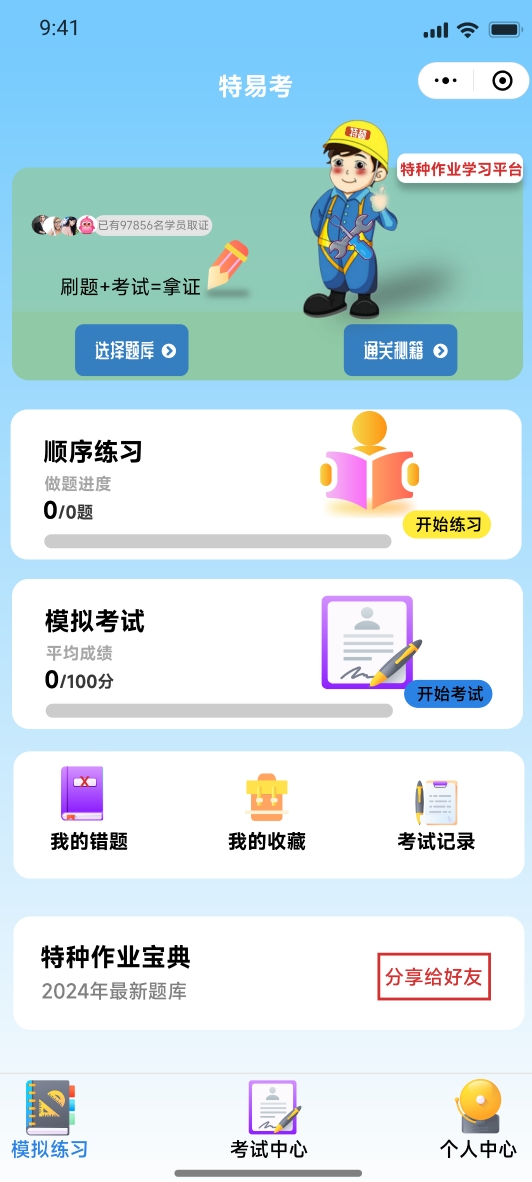 9:41
特易考
特种
特种作业学习平台
已有97856名学员取证
刷题+考试=拿证
选择题库
通关秘籍
顺序练习
做题进度
0/0题
开始练习
模拟考试
平均成绩
0/100分
开始考试
X
我的错题
我的收藏
考试记录
特种作业宝典
2024年最新题库
分享给好友
模拟练习
考试中心
个人中心